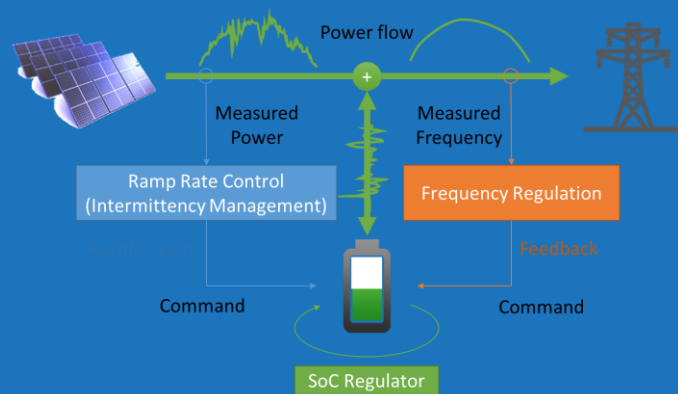 Power flow
+
Measured
Power
Measured
Frequency
Ramp Rate Control
(Intermittency Management)
Frequency Regulation
Feedback
Command
Command
SoC Regulator